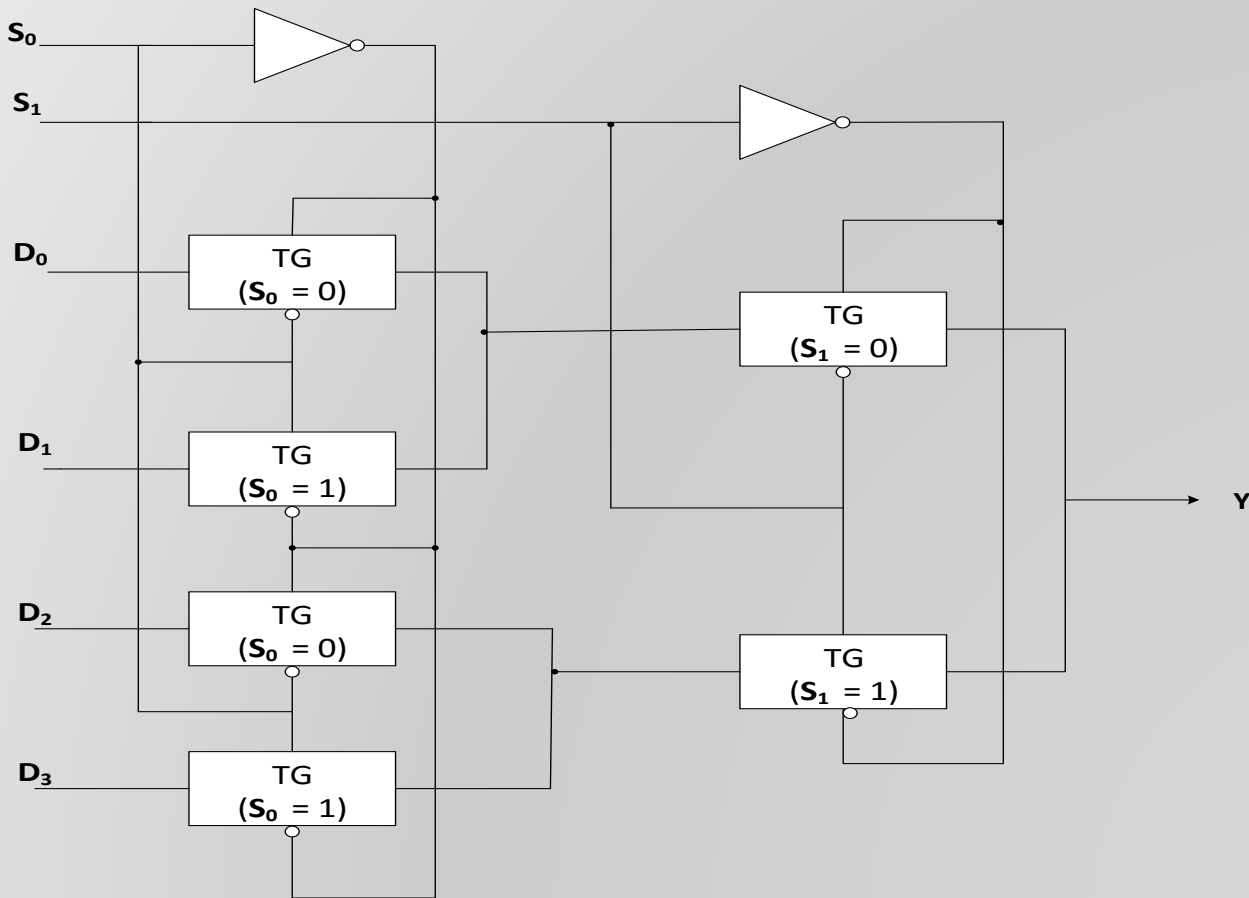 S₀
S₁
D₀
TG
(S₀ = 0)
TG
(S₁ = 0)
D₁
TG
(S₀ = 1)
Y
D₂
TG
(S₀ = 0)
TG
(S₁ = 1)
D₃
TG
(S₀ = 1)